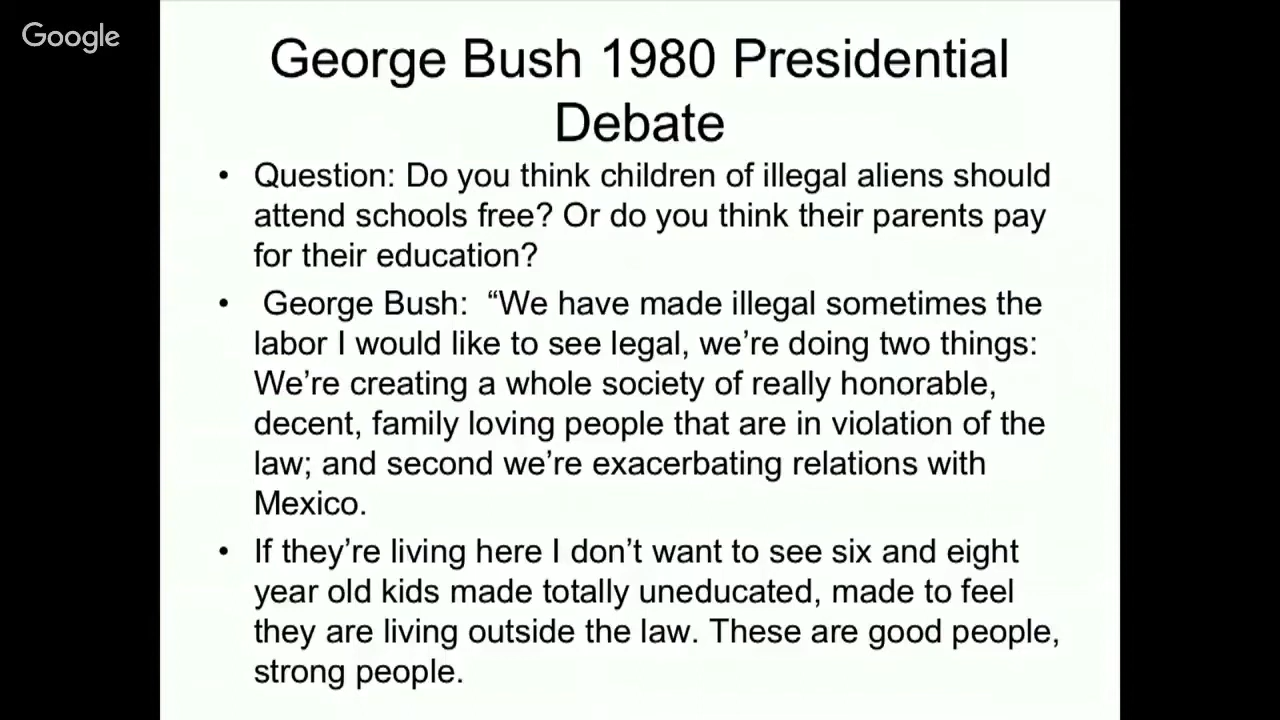 Google
George Bush 1980 Presidential
Debate
• Question: Do you think children of illegal aliens should
attend schools free? Or do you think their parents pay
for their education?
• George Bush: “We have made illegal sometimes the
labor I would like to see legal, we’re doing two things:
We’re creating a whole society of really honorable,
decent, family loving people that are in violation of the
law; and second we’re exacerbating relations with
Mexico.
• If they’re living here I don’t want to see six and eight
year old kids made totally uneducated, made to feel
they are living outside the law. These are good people,
strong people.